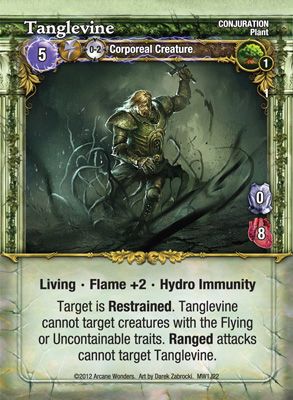 Tanglevine
CONJURATION
Plant
5
0-2
Corporeal Creature
1
0
8
Living · Flame +2 · Hydro Immunity
Target is Restrained. Tanglevine
cannot target creatures with the Flying
or Uncontainable traits. Ranged attacks
cannot target Tanglevine.
©2012 Arcane Wonders. Art by Darek Zabrocki. MW1J22